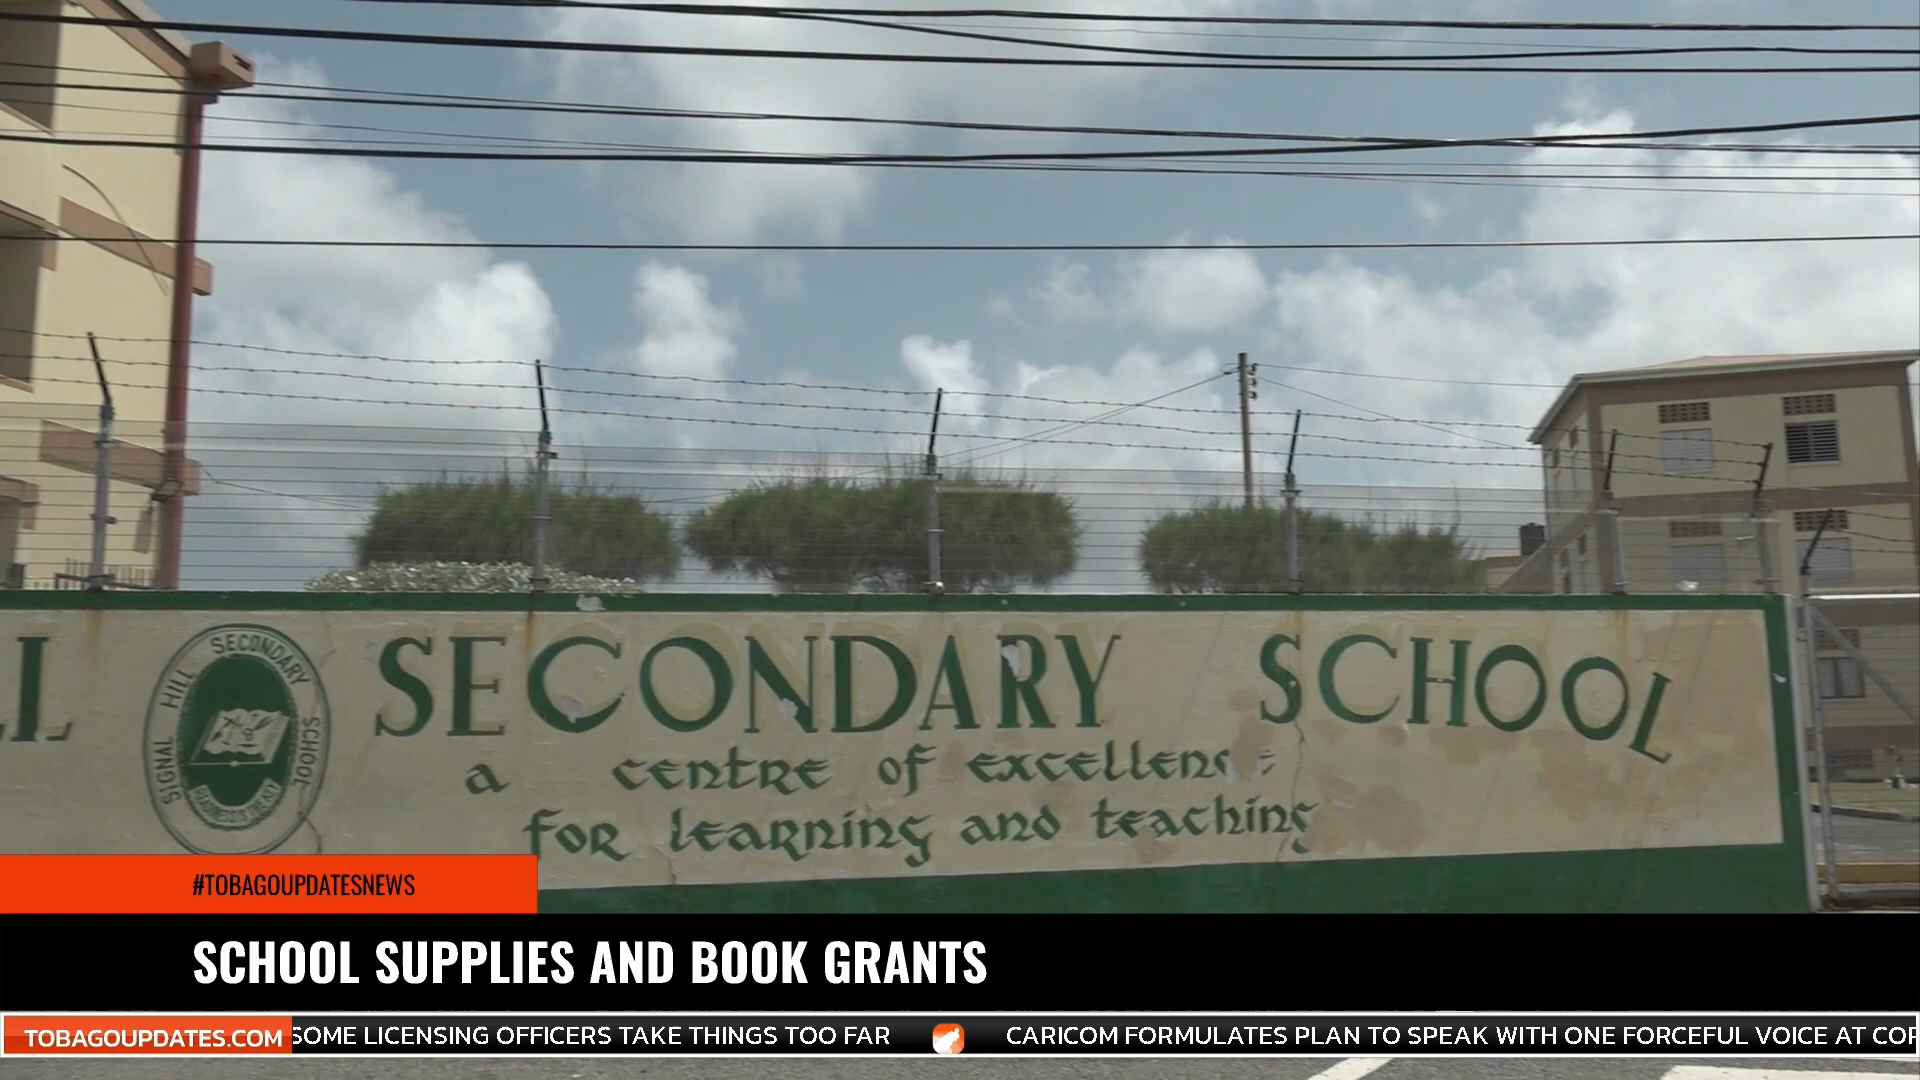 LL SECONDARY SCHOOL
SIGNAL HILL SECONDARY SCHOOL
a centre of excellence
for learning and teaching
#TOBAGOUPDATESNEWS
SCHOOL SUPPLIES AND BOOK GRANTS
TOBAGOUPDATES.COM SOME LICENSING OFFICERS TAKE THINGS TOO FAR CARICOM FORMULATES PLAN TO SPEAK WITH ONE FORCEFUL VOICE AT COP